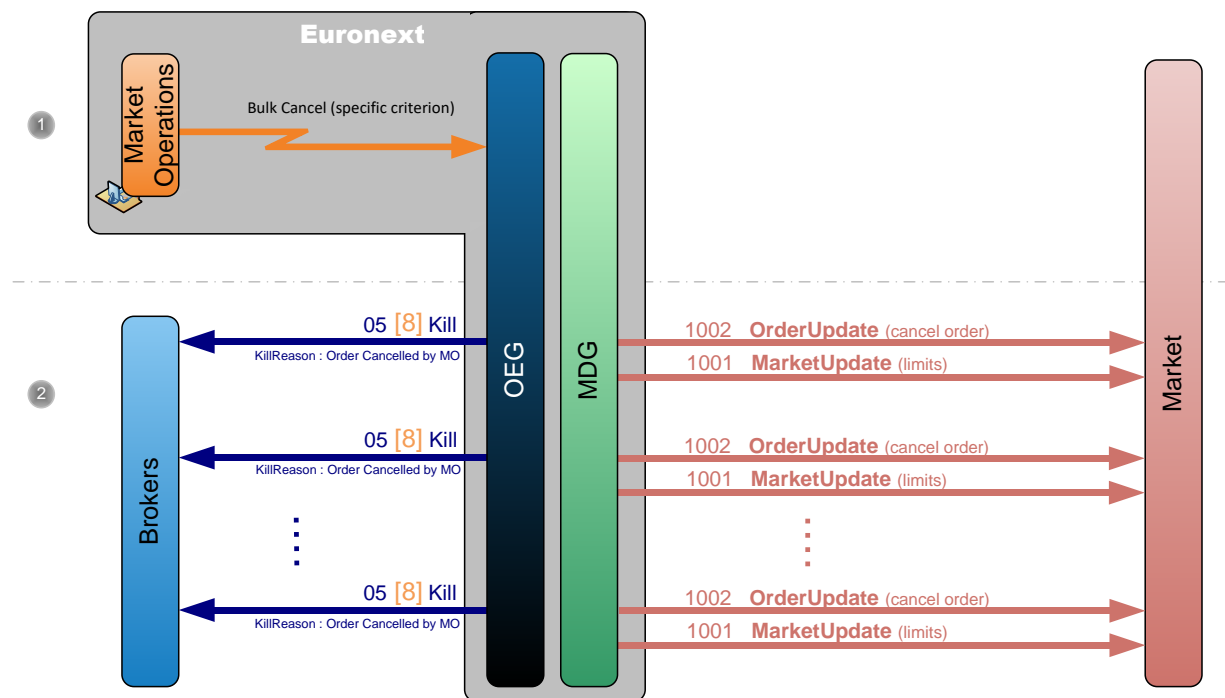 Euronext
Market
Operations
1
Bulk Cancel (specific criterion)
OEG
MDG
Market
2
Brokers
05 [8] Kill
KillReason : Order Cancelled by MO
1002 OrderUpdate (cancel order)
1001 MarketUpdate (limits)
05 [8] Kill
KillReason : Order Cancelled by MO
1002 OrderUpdate (cancel order)
1001 MarketUpdate (limits)
05 [8] Kill
KillReason : Order Cancelled by MO
1002 OrderUpdate (cancel order)
1001 MarketUpdate (limits)